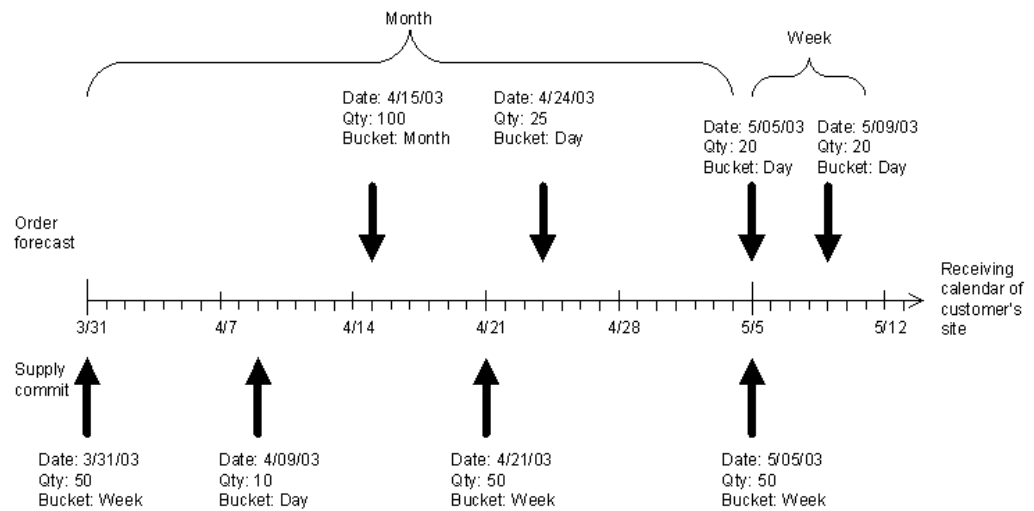 Month
Week
Date: 4/15/03
Qty: 100
Bucket: Month
Date: 4/24/03
Qty: 25
Bucket: Day
Date: 5/05/03
Qty: 20
Bucket: Day
Date: 5/09/03
Qty: 20
Bucket: Day
Order
forecast
Receiving
calendar of
customer's
site
3/31
4/7
4/14
4/21
4/28
5/5
5/12
Supply
commit
Date: 3/31/03
Qty: 50
Bucket: Week
Date: 4/09/03
Qty: 10
Bucket: Day
Date: 4/21/03
Qty: 50
Bucket: Week
Date: 5/05/03
Qty: 50
Bucket: Week